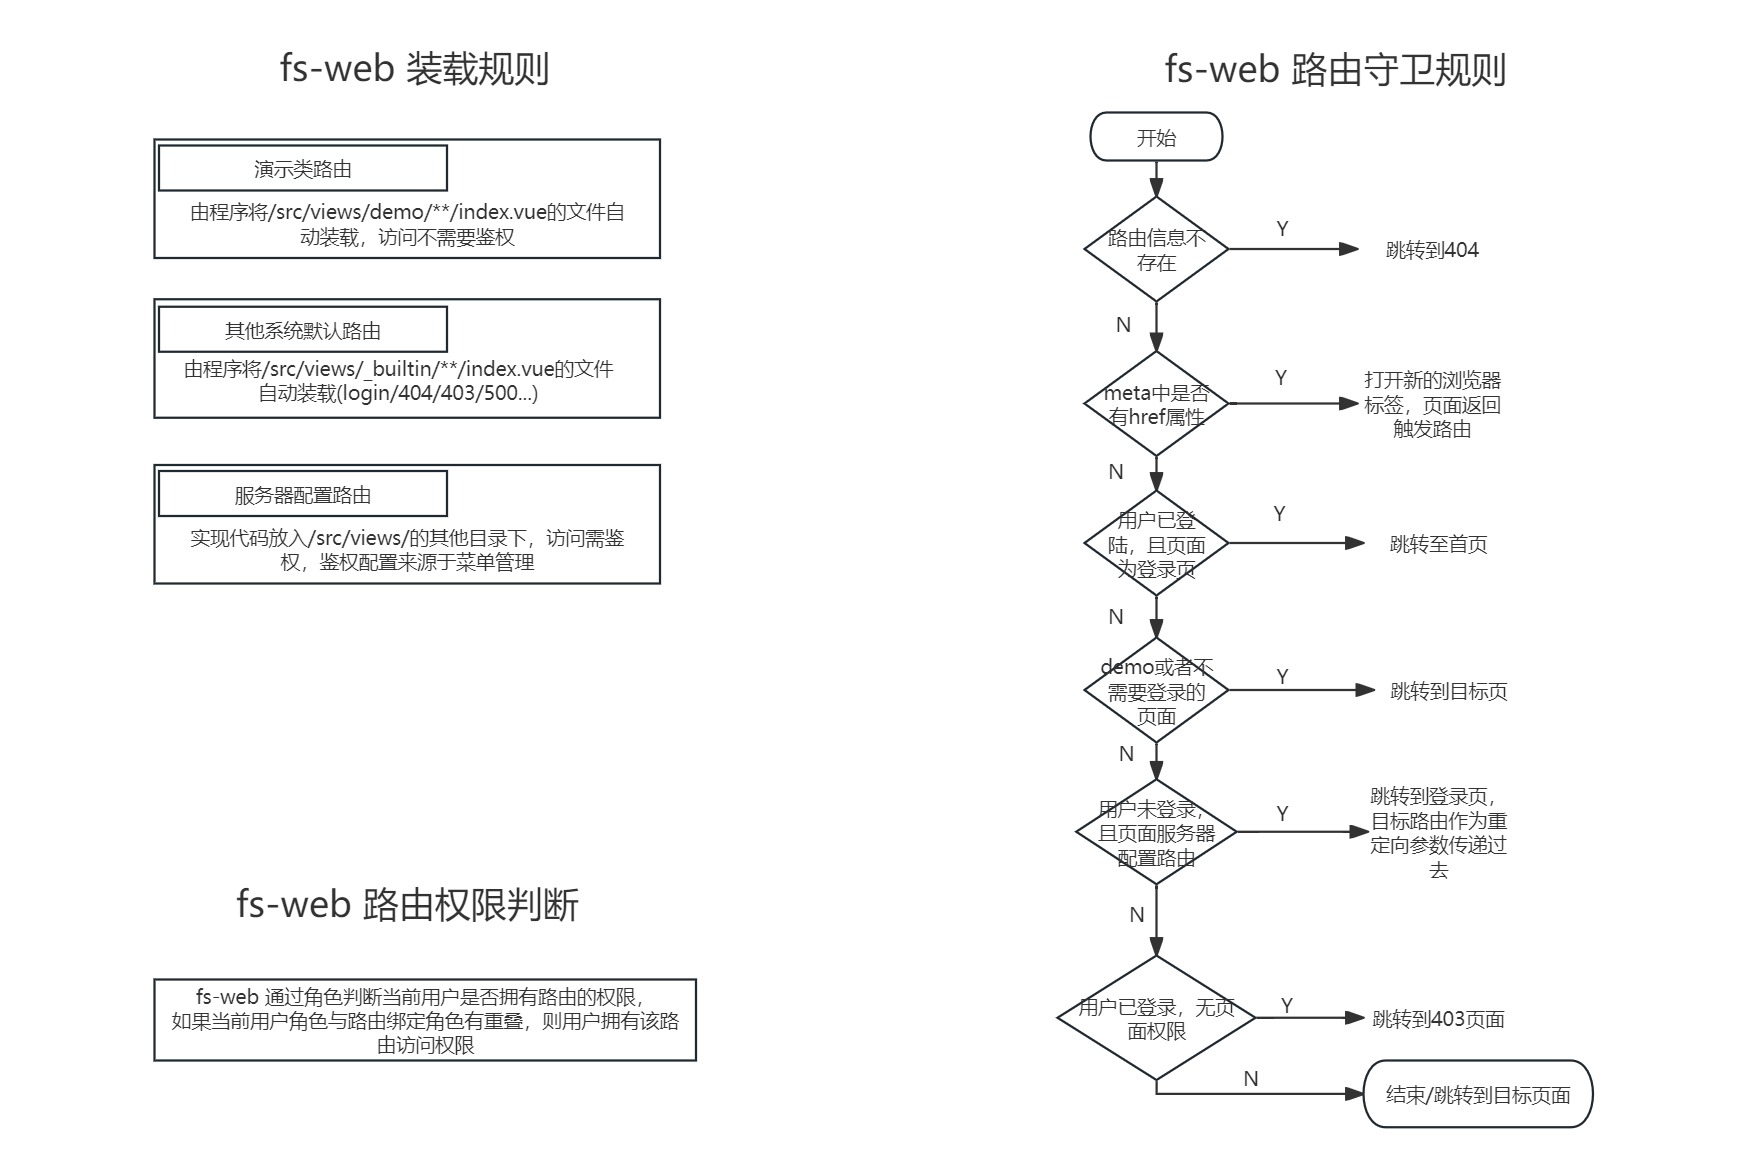 fs-web 装载规则
演示类路由
由程序将/src/views/demo/**/index.vue的文件自
动装载，访问不需要鉴权
其他系统默认路由
由程序将/src/views/_builtin/**/index.vue的文件
自动装载(login/404/403/500...)
服务器配置路由
实现代码放入/src/views/的其他目录下，访问需鉴
权，鉴权配置来源于菜单管理
fs-web 路由权限判断
fs-web 通过角色判断当前用户是否拥有路由的权限，
如果当前用户角色与路由绑定角色有重叠，则用户拥有该路
由访问权限
fs-web 路由守卫规则
开始
路由信息不
存在
Y
跳转到404
N
meta中是否
有href属性
Y
打开新的浏览器
标签，页面返回
触发路由
N
用户已登
陆，且页面
为登录页
Y
跳转至首页
N
demo或者不
需要登录的
页面
Y
跳转到目标页
N
用户未登录，
且页面服务器
配置路由
Y
跳转到登录页，
目标路由作为重
定向参数传递过
去
N
用户已登录，无页
面权限
Y
跳转到403页面
N
结束/跳转到目标页面